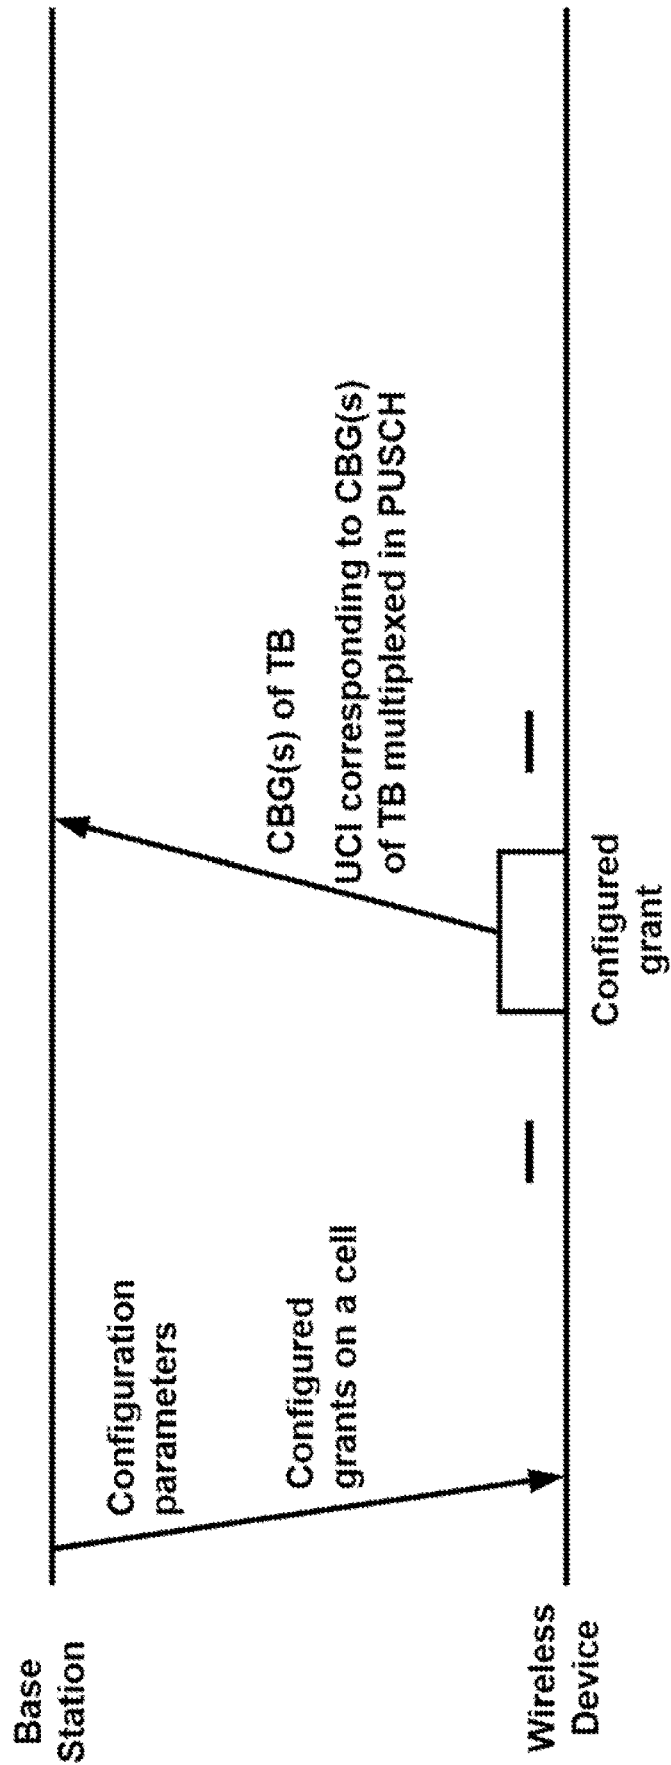 Base
Station
Configuration
parameters
Configured
grants on a cell
CBG(s) of TB
UCI corresponding to CBG(s)
of TB multiplexed in PUSCH
Wireless
Device
Configured
grant